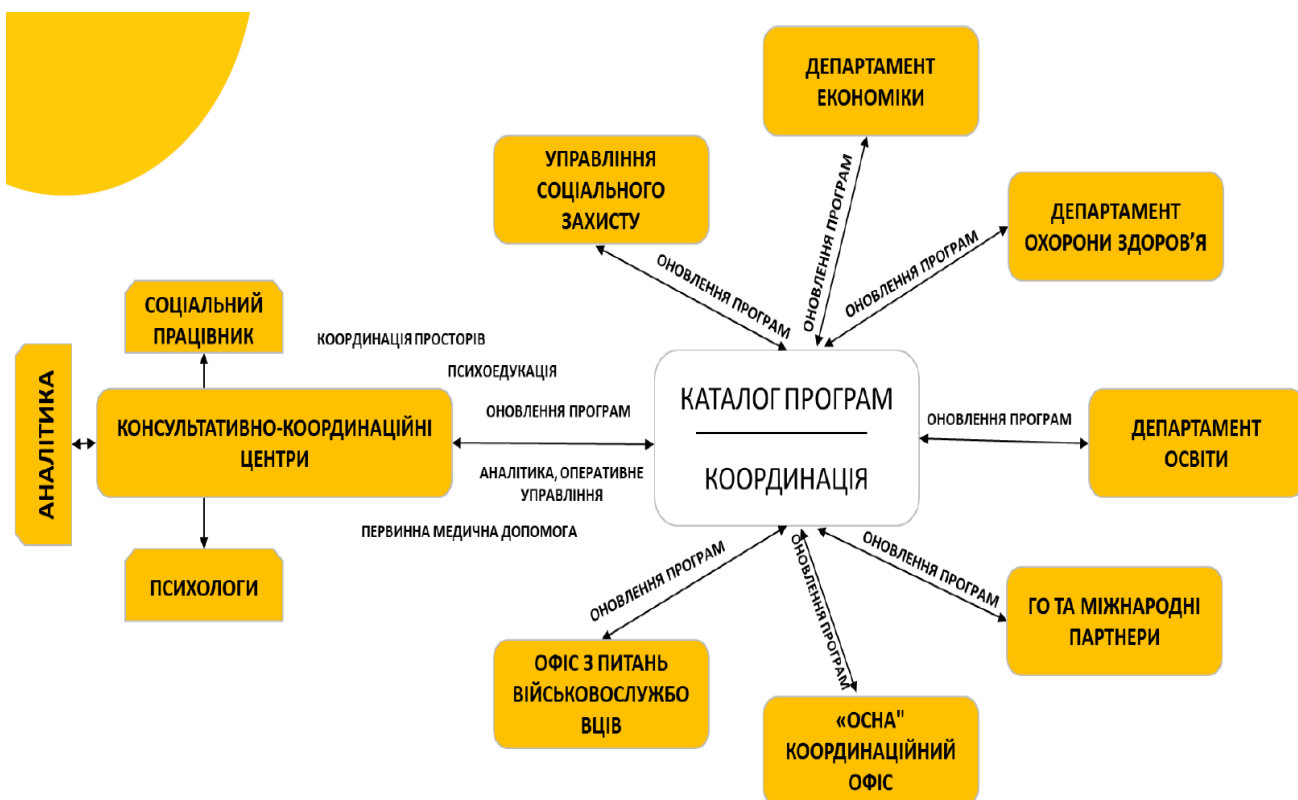 ДЕПАРТАМЕНТ
ЕКОНОМІКИ
УПРАВЛІННЯ
СОЦІАЛЬНОГО
ЗАХИСТУ
ДЕПАРТАМЕНТ
ОХОРОНИ ЗДОРОВ'Я
ОНОВЛЕННЯ ПРОГРАМ
ОНОВЛЕННЯ ПРОГРАМ
ОНОВЛЕННЯ ПРОГРАМ
СОЦІАЛЬНИЙ
ПРАЦІВНИК
КООРДИНАЦІЯ ПРОСТОРІВ
ПСИХОЕДУКАЦІЯ
АНАЛІТИКА
КОНСУЛЬТАТИВНО-КООРДИНАЦІЙНІ
ЦЕНТРИ
ОНОВЛЕННЯ ПРОГРАМ
АНАЛІТИКА, ОПЕРАТИВНЕ
УПРАВЛІННЯ
ПЕРВИННА МЕДИЧНА ДОПОМОГА
КАТАЛОГ ПРОГРАМ
КООРДИНАЦІЯ
ОНОВЛЕННЯ ПРОГРАМ
ДЕПАРТАМЕНТ
ОСВІТИ
ПСИХОЛОГИ
ОНОВЛЕННЯ ПРОГРАМ
ОНОВЛЕННЯ ПРОГРАМ
ОНОВЛЕННЯ ПРОГРАМ
ГО ТА МІЖНАРОДНІ
ПАРТНЕРИ
ОФІС З ПИТАНЬ
ВІЙСЬКОВОСЛУЖБО
ВЦІВ
«ОСНА"
КООРДИНАЦІЙНИЙ
ОФІС